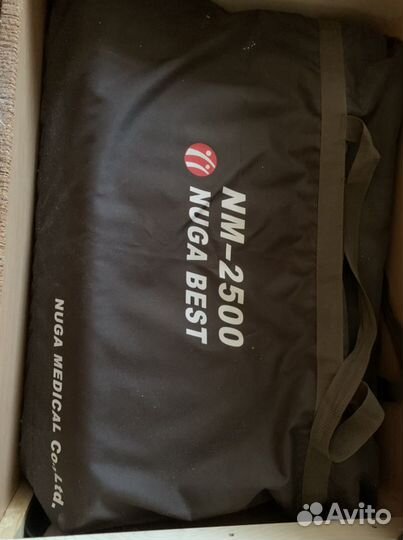 NM-2500
NUGA BEST
NUGA MEDICAL Co., Ltd.
Avito